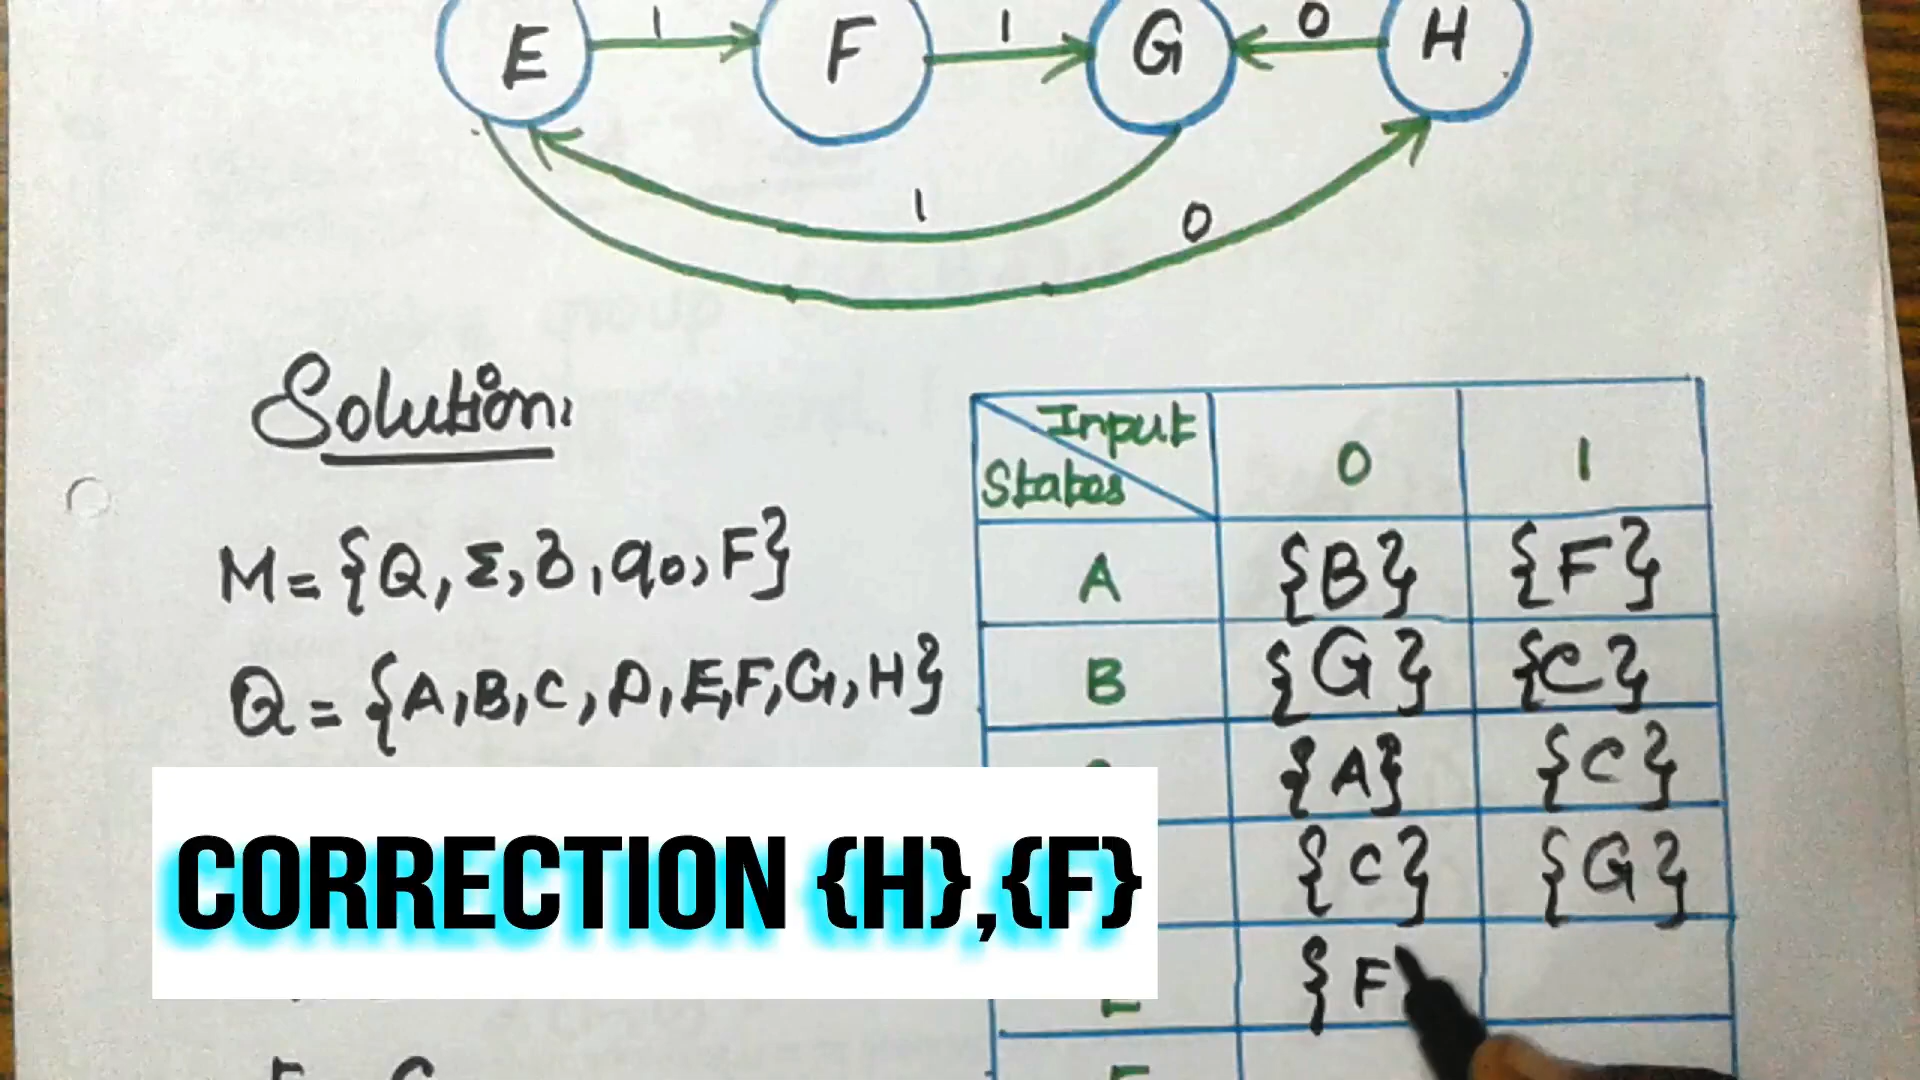 E 1 F 1 G 0 H
1 0
Solution:
Input
States 0 1
M = {Q, Σ, δ, q0, F}
A {B} {F}
Q = {A, B, C, D, E, F, G, H}
B {G} {C}
{A} {C}
CORRECTION {H},{F}
{C} {G}
{F